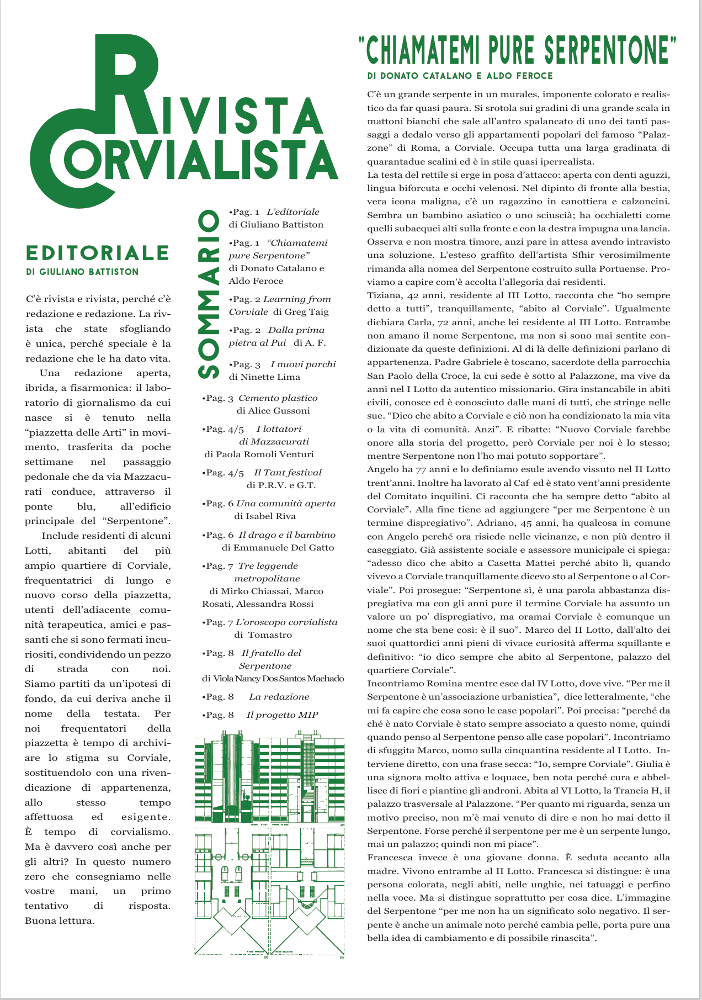 RIVISTA
CORVIALISTA
EDITORIALE
DI GIULIANO BATTISTON
C’è rivista e rivista, perché c’è
redazione e redazione. La riv-
ista che state sfogliando
è unica, perché speciale è la
redazione che le ha dato vita.
Una redazione aperta,
ibrida, a fisarmonica: il labo-
ratorio di giornalismo da cui
nasce si è tenuto nella
“piazzetta delle Arti” in movi-
mento, trasferita da poche
settimane nel passaggio
pedonale che da via Mazzacu-
rati conduce, attraverso il
ponte blu, all’edificio
principale del “Serpentone”.
Include residenti di alcuni
Lotti, abitanti del più
ampio quartiere di Corviale,
frequentatrici di lungo e
nuovo corso della piazzetta,
utenti dell’adiacente comu-
nità terapeutica, amici e pas-
santi che si sono fermati incu-
riositi, condividendo un pezzo
di strada con noi.
Siamo partiti da un’ipotesi di
fondo, da cui deriva anche il
nome della testata. Per
noi frequentatori della
piazzetta è tempo di archivi-
are lo stigma su Corviale,
sostituendolo con una riven-
dicazione di appartenenza,
allo stesso tempo
affettuosa ed esigente.
È tempo di corvialismo.
Ma è davvero così anche per
gli altri? In questo numero
zero che consegniamo nelle
vostre mani, un primo
tentativo di risposta.
Buona lettura.
SOMMARIO
•Pag. 1 L’editoriale
di Giuliano Battiston
•Pag. 1 “Chiamatemi
pure Serpentone”
di Donato Catalano e
Aldo Feroce
•Pag. 2 Learning from
Corviale di Greg Taig
•Pag. 2 Dalla prima
pietra al Pui di A. F.
•Pag. 3 I nuovi parchi
di Ninette Lima
•Pag. 3 Cemento plastico
di Alice Gussoni
•Pag. 4/5 I lottatori
di Mazzacurati
di Paola Romoli Venturi
•Pag. 4/5 Il Tant festival
di P.R.V. e G.T.
•Pag. 6 Una comunità aperta
di Isabel Riva
•Pag. 6 Il drago e il bambino
di Emmanuele Del Gatto
•Pag. 7 Tre leggende
metropolitane
di Mirko Chiassai, Marco
Rosati, Alessandra Rossi
•Pag. 7 L’oroscopo corvialista
di Tomastro
•Pag. 8 Il fratello del
Serpentone
di Viola Nancy Dos Santos Machado
•Pag. 8 La redazione
•Pag. 8 Il progetto MIP
370
371
"CHIAMATEMI PURE SERPENTONE"
DI DONATO CATALANO E ALDO FEROCE
C’è un grande serpente in un murales, imponente colorato e realis-
tico da far quasi paura. Si srotola sui gradini di una grande scala in
mattoni bianchi che sale all’antro spalancato di uno dei tanti pas-
saggi a dedalo verso gli appartamenti popolari del famoso “Palaz-
zone” di Roma, a Corviale. Occupa tutta una larga gradinata di
quarantadue scalini ed è in stile quasi iperrealista.
La testa del rettile si erge in posa d’attacco: aperta con denti aguzzi,
lingua biforcuta e occhi velenosi. Nel dipinto di fronte alla bestia,
vera icona maligna, c’è un ragazzino in canottiera e calzoncini.
Sembra un bambino asiatico o uno sciuscià; ha occhialetti come
quelli subacquei alti sulla fronte e con la destra impugna una lancia.
Osserva e non mostra timore, anzi pare in attesa avendo intravisto
una soluzione. L’esteso graffito dell’artista Sfhir verosimilmente
rimanda alla nomea del Serpentone costruito sulla Portuense. Pro-
viamo a capire com’è accolta l’allegoria dai residenti.
Tiziana, 42 anni, residente al III Lotto, racconta che “ho sempre
detto a tutti”, tranquillamente, “abito al Corviale”. Ugualmente
dichiara Carla, 72 anni, anche lei residente al III Lotto. Entrambe
non amano il nome Serpentone, ma non si sono mai sentite con-
dizionate da queste definizioni. Al di là delle definizioni parlano di
appartenenza. Padre Gabriele è toscano, sacerdote della parrocchia
San Paolo della Croce, la cui sede è sotto al Palazzone, ma vive da
anni nel I Lotto da autentico missionario. Gira instancabile in abiti
civili, conosce ed è conosciuto dalle mani di tutti, che stringe nelle
sue. “Dico che abito a Corviale e ciò non ha condizionato la mia vita
o la vita di comunità. Anzi”. E ribatte: “Nuovo Corviale farebbe
onore alla storia del progetto, però Corviale per noi è lo stesso;
mentre Serpentone non l’ho mai potuto sopportare”.
Angelo ha 77 anni e lo definiamo esule avendo vissuto nel II Lotto
trent’anni. Inoltre ha lavorato al Caf ed è stato vent’anni presidente
del Comitato inquilini. Ci racconta che ha sempre detto “abito al
Corviale”. Alla fine tiene ad aggiungere “per me Serpentone è un
termine dispregiativo”. Adriano, 45 anni, ha qualcosa in comune
con Angelo perché ora risiede nelle vicinanze, e non più dentro il
caseggiato. Già assistente sociale e assessore municipale ci spiega:
“adesso dico che abito a Casetta Mattei perché abito lì, quando
vivevo a Corviale tranquillamente dicevo sto al Serpentone o al Cor-
viale”. Poi prosegue: “Serpentone sì, è una parola abbastanza dis-
pregiativa ma con gli anni pure il termine Corviale ha assunto un
valore un po’ dispregiativo, ma oramai Corviale è comunque un
nome che sta bene così: è il suo”. Marco del II Lotto, dall’alto dei
suoi quattordici anni pieni di vivace curiosità afferma squillante e
definitivo: “io dico sempre che abito al Serpentone, palazzo del
quartiere Corviale”.
Incontriamo Romina mentre esce dal IV Lotto, dove vive. “Per me il
Serpentone è un’associazione urbanistica”, dice letteralmente, “che
mi fa capire che cosa sono le case popolari”. Poi precisa: “perché da
ché è nato Corviale è stato sempre associato a questo nome, quindi
quando penso al Serpentone penso alle case popolari”. Incontriamo
di sfuggita Marco, uomo sulla cinquantina residente al I Lotto. In-
terviene diretto, con una frase secca: “Io, sempre Corviale”. Giulia è
una signora molto attiva e loquace, ben nota perché cura e abbel-
lisce di fiori e piantine gli androni. Abita al VI Lotto, la Trancia H, il
palazzo trasversale al Palazzone. “Per quanto mi riguarda, senza un
motivo preciso, non m’è mai venuto di dire e non ho mai detto il
Serpentone. Forse perché il serpentone per me è un serpente lungo,
mai un palazzo; quindi non mi piace”.
Francesca invece è una giovane donna. È seduta accanto alla
madre. Vivono entrambe al II Lotto. Francesca si distingue: è una
persona colorata, negli abiti, nelle unghie, nei tatuaggi e perfino
nella voce. Ma si distingue soprattutto per cosa dice. L’immagine
del Serpentone “per me non ha un significato solo negativo. Il ser-
pente è anche un animale noto perché cambia pelle, porta pure una
bella idea di cambiamento e di possibile rinascita”.